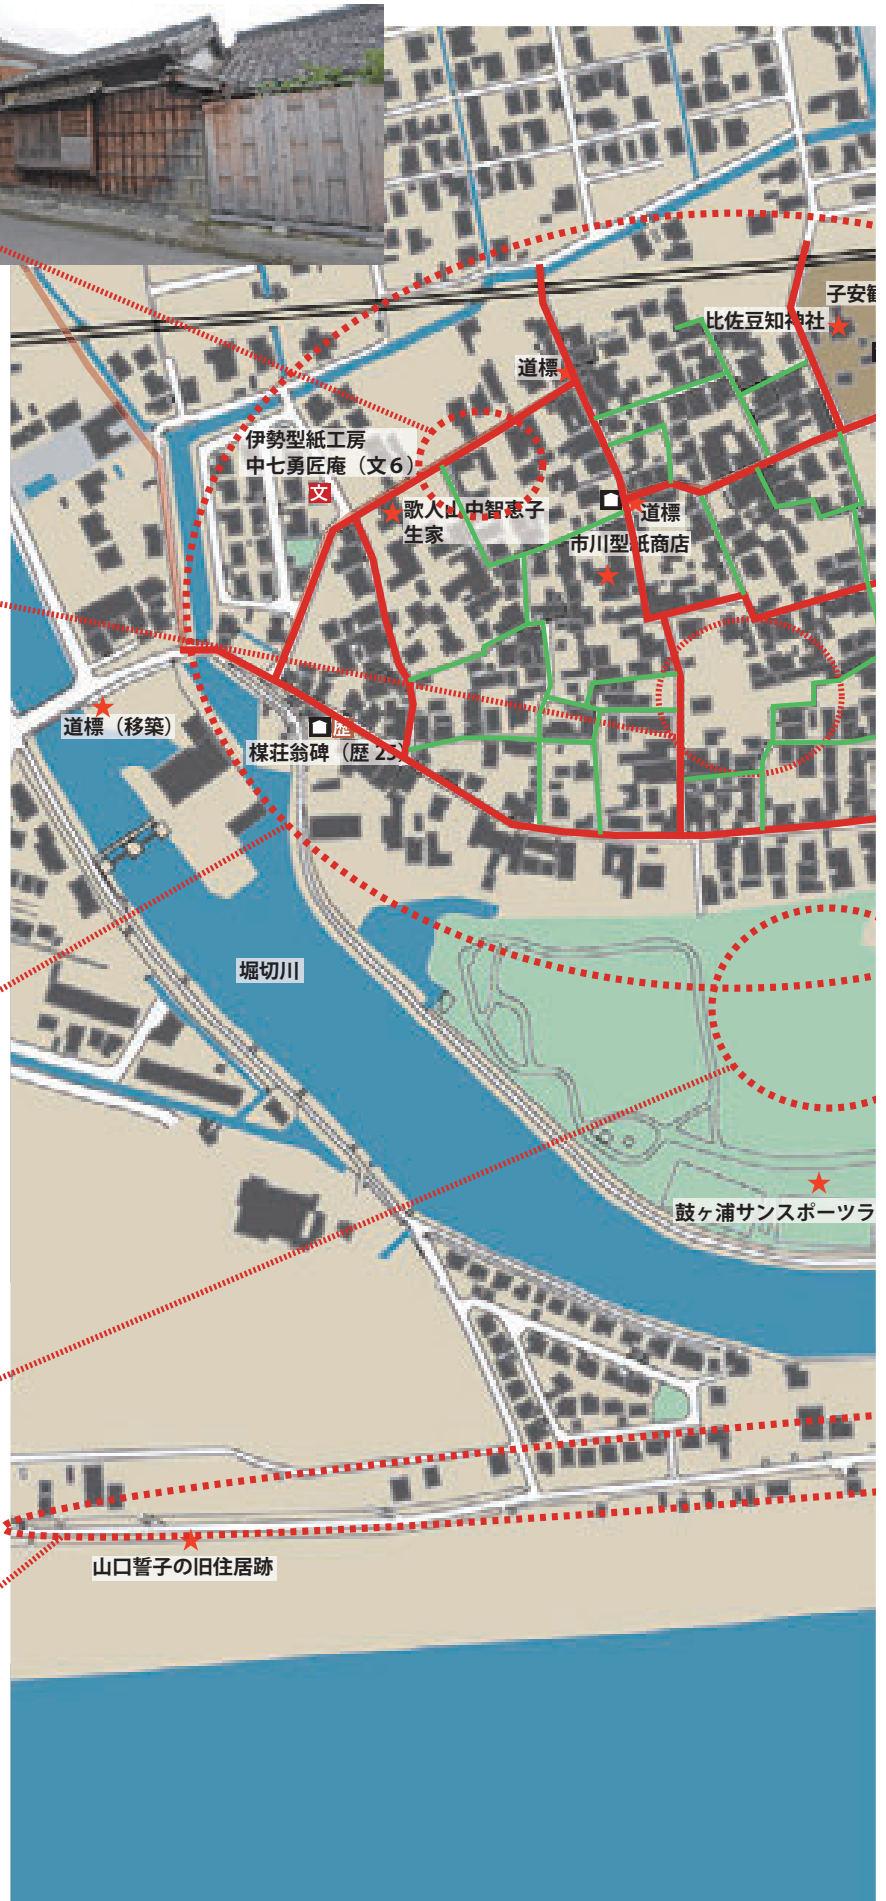 子安
比佐豆知神社
道標
伊勢型紙工房
中七勇匠庵（文６）
文
歌人山中智恵子
生家
道標
市川型紙商店
道標（移築）
歴
楳荘翁碑（歴 25）
堀切川
鼓ヶ浦サンスポーツラ
山口誓子の旧住居跡